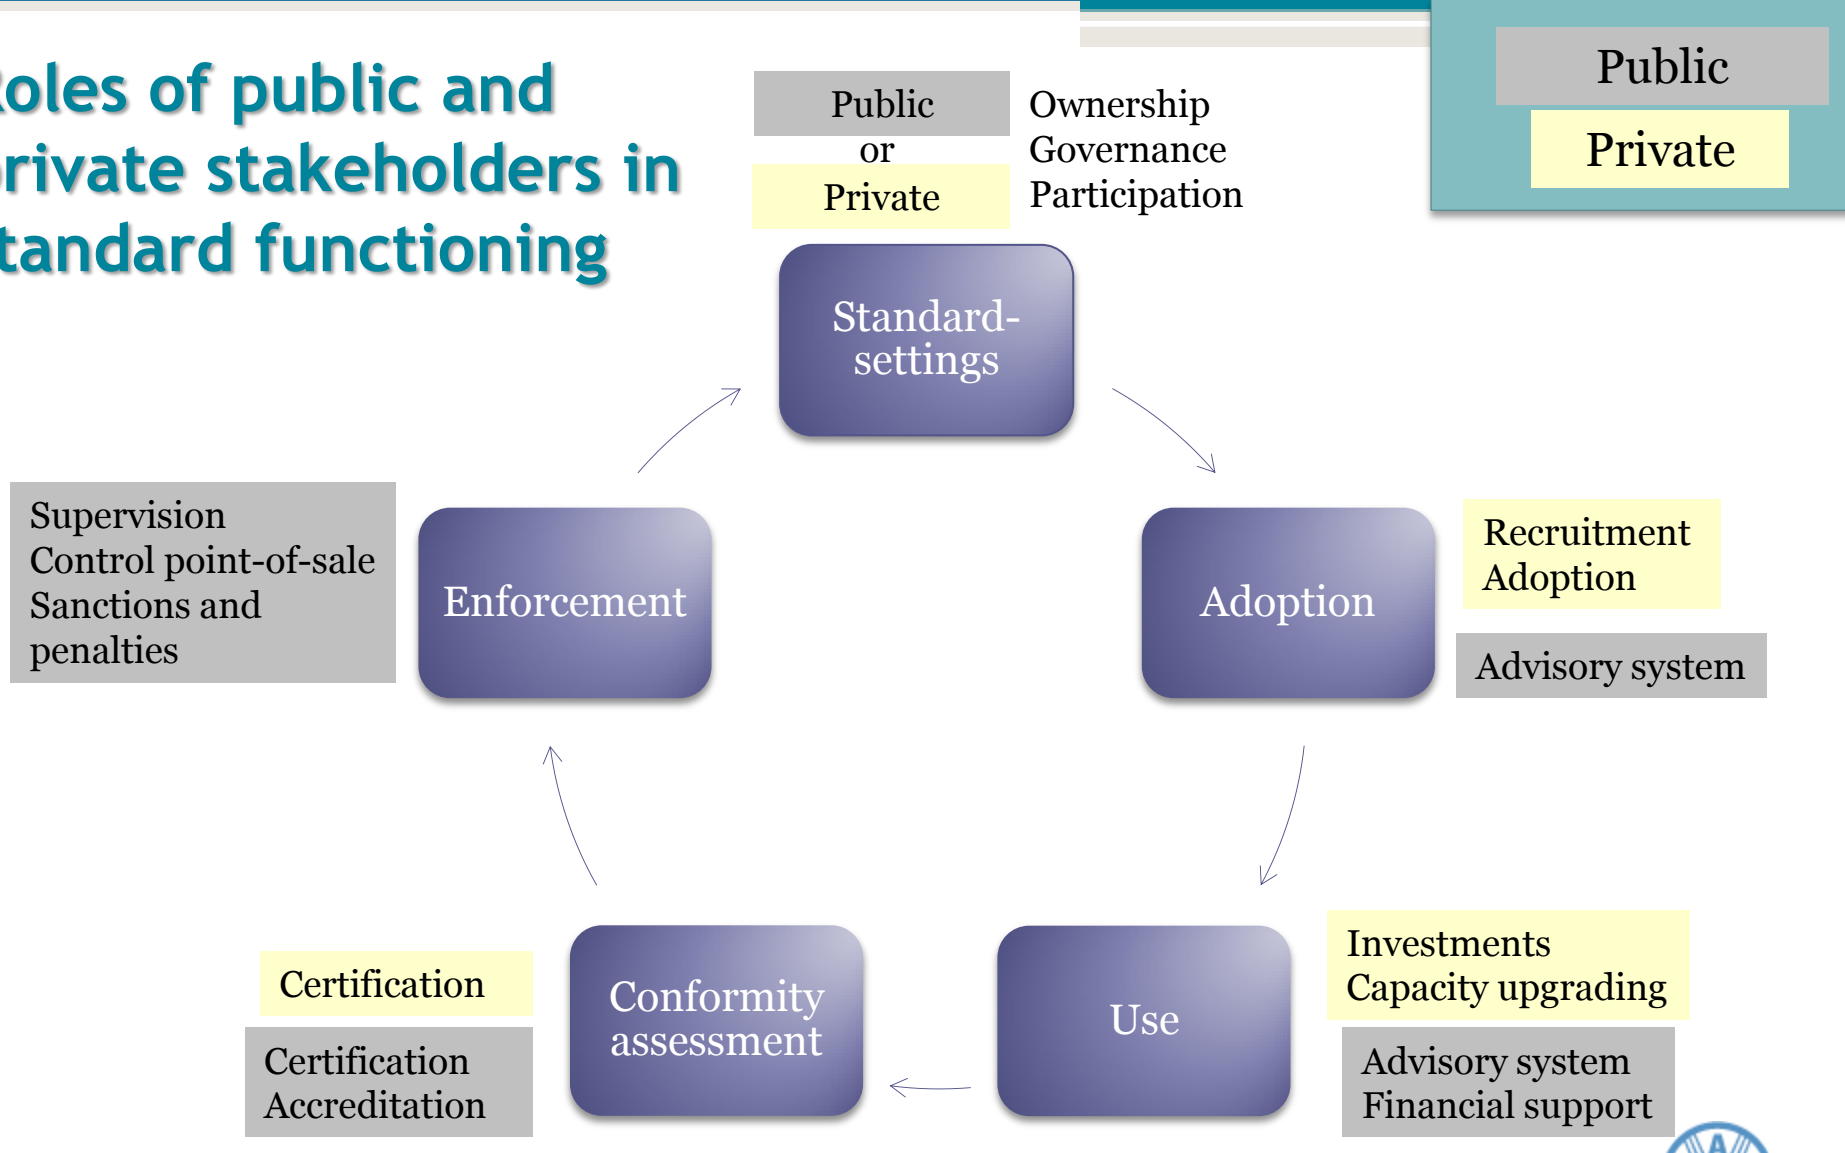 oles of public and
rivate stakeholders in
tandard functioning
Public
or
Private
Ownership
Governance
Participation
Public
Private
Standard-
settings
Supervision
Control point-of-sale
Sanctions and
penalties
Enforcement
Adoption
Recruitment
Adoption
Advisory system
Certification
Certification
Accreditation
Conformity
assessment
Use
Investments
Capacity upgrading
Advisory system
Financial support
A